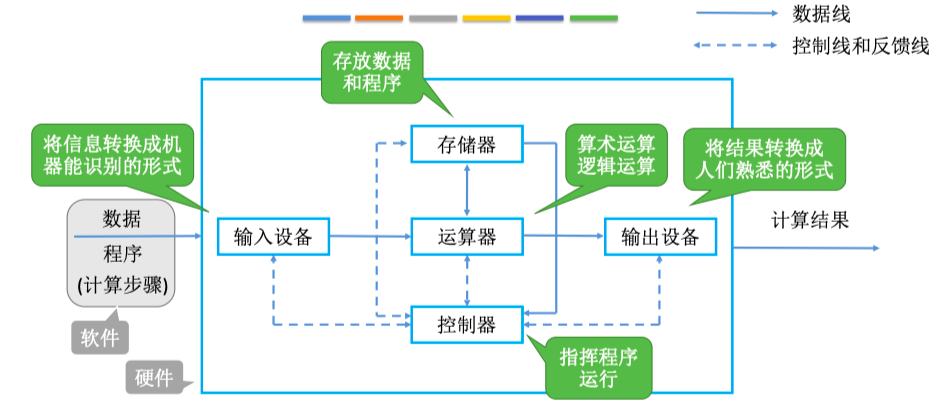 数据线
控制线和反馈线
存放数据
和程序
将信息转换成机
器能识别的形式
存储器
算术运算
逻辑运算
将结果转换成
人们熟悉的形式
数据
程序
(计算步骤)
输入设备
运算器
输出设备
计算结果
软件
控制器
硬件
指挥程序
运行